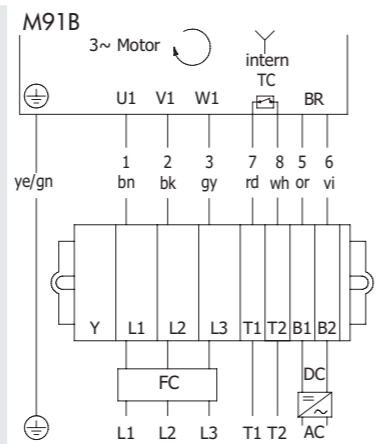 M91B
3~ Motor
intern
TC
U1 V1 W1 BR
1 2 3 7 8 5 6
ye/gn bn bk gy rd wh or vi
Y L1 L2 L3 T1 T2 B1 B2
FC
DC
L1 L2 L3 T1 T2 AC